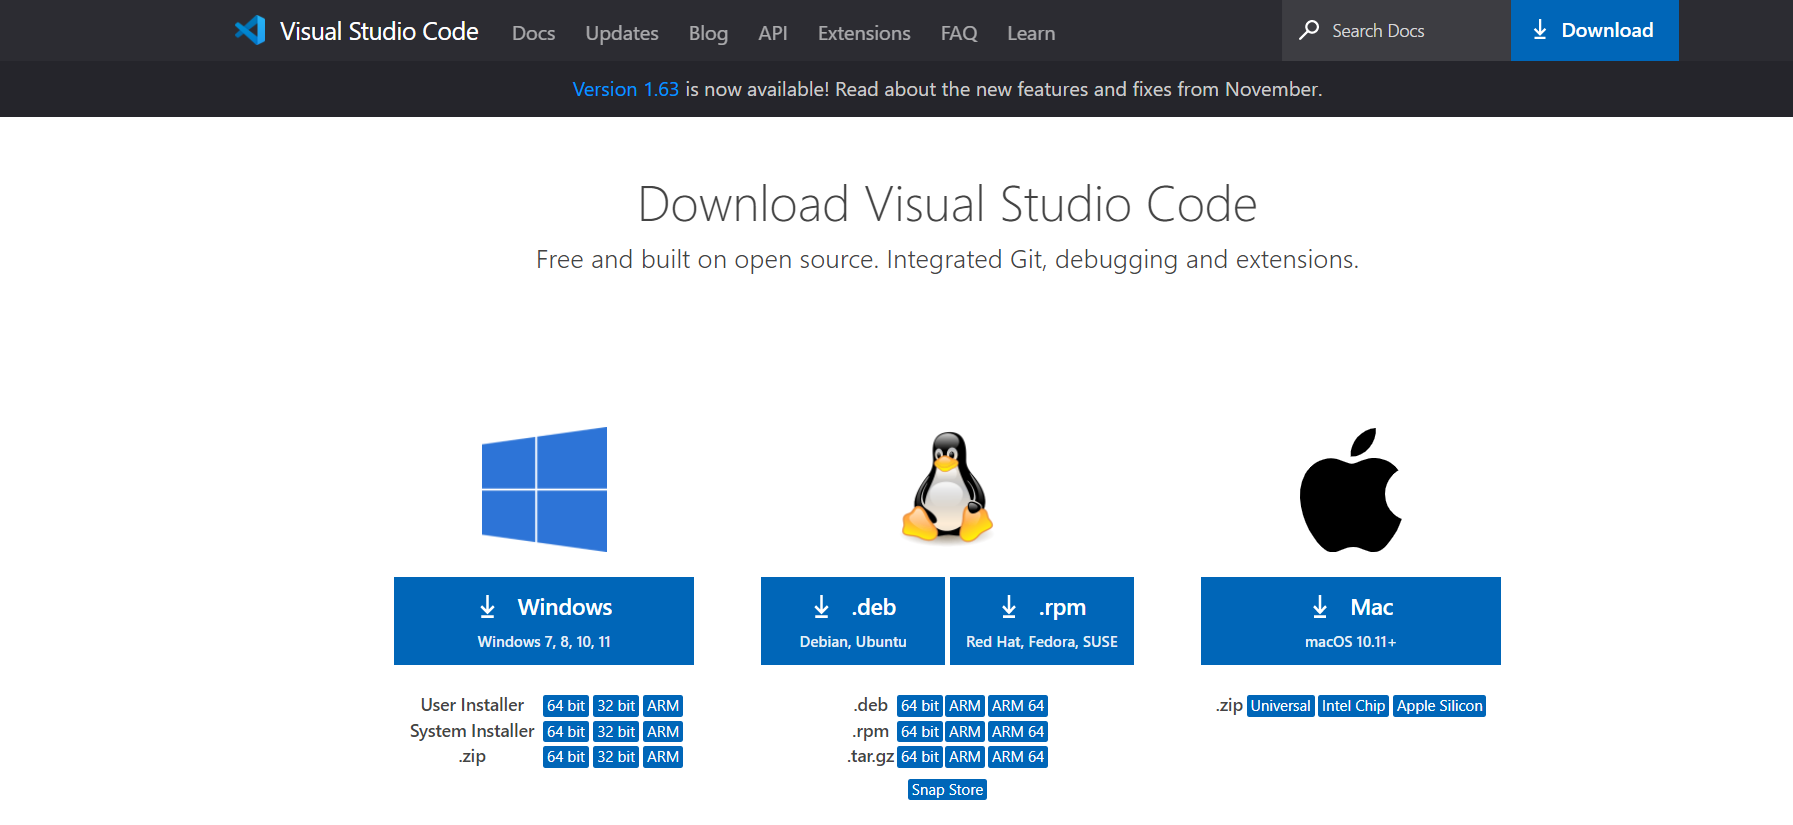 Visual Studio Code Docs Updates Blog API Extensions FAQ Learn Search Docs Download
Version 1.63 is now available! Read about the new features and fixes from November.
Download Visual Studio Code
Free and built on open source. Integrated Git, debugging and extensions.
Windows
Windows 7, 8, 10, 11
User Installer 64 bit 32 bit ARM
System Installer 64 bit 32 bit ARM
.zip 64 bit 32 bit ARM
.deb
Debian, Ubuntu
.rpm
Red Hat, Fedora, SUSE
.deb 64 bit ARM ARM 64
.rpm 64 bit ARM ARM 64
.tar.gz 64 bit ARM ARM 64
Snap Store
Mac
macOS 10.11+
.zip Universal Intel Chip Apple Silicon